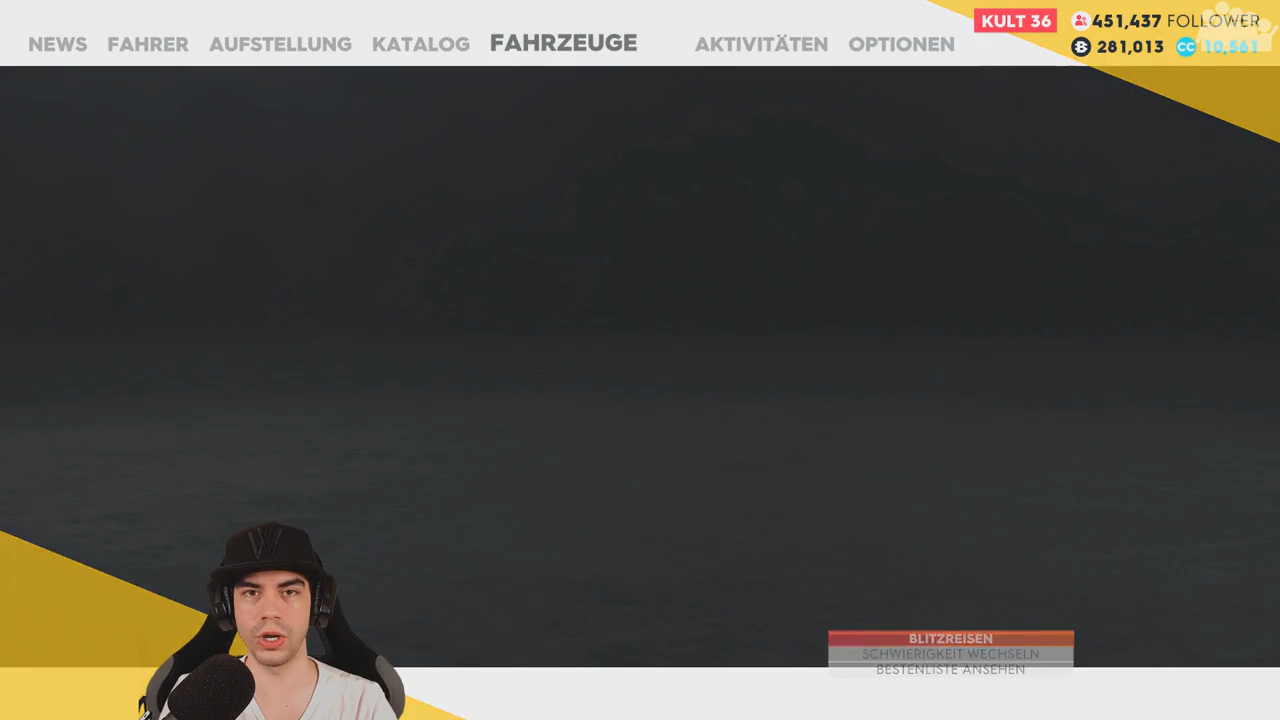 NEWS FAHRER AUFSTELLUNG KATALOG FAHRZEUGE AKTIVITÄTEN OPTIONEN
KULT 36 451,437 FOLLOWER
281,013 CC 10,561
BLITZREISEN
SCHWIERIGKEIT WECHSELN
BESTENLISTE ANSEHEN